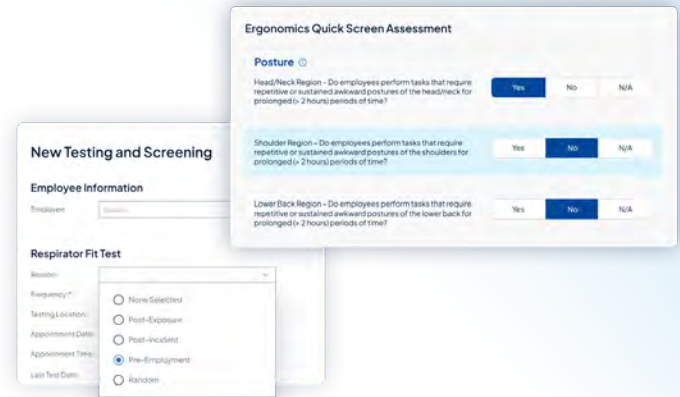 Ergonomics Quick Screen Assessment
Posture
Head/Neck Region - Do employees perform tasks that require
repetitive or sustained awkward postures of the head/neck for
prolonged (> 2 hours) periods of time?
Yes No N/A
Shoulder Region - Do employees perform tasks that require
repetitive or sustained awkward postures of the shoulders for
prolonged (> 2 hours) periods of time?
Yes No N/A
Lower Back Region - Do employees perform tasks that require
repetitive or sustained awkward postures of the lower back for
prolonged (> 2 hours) periods of time?
Yes No N/A
New Testing and Screening
Employee Information
Employee:
Respirator Fit Test
Reason:
Frequency:*
Testing Location:
Appointment Date:
Appointment Time:
Last Test Date:
None Selected
Post-Exposure
Post-Incident
Pre-Employment
Random